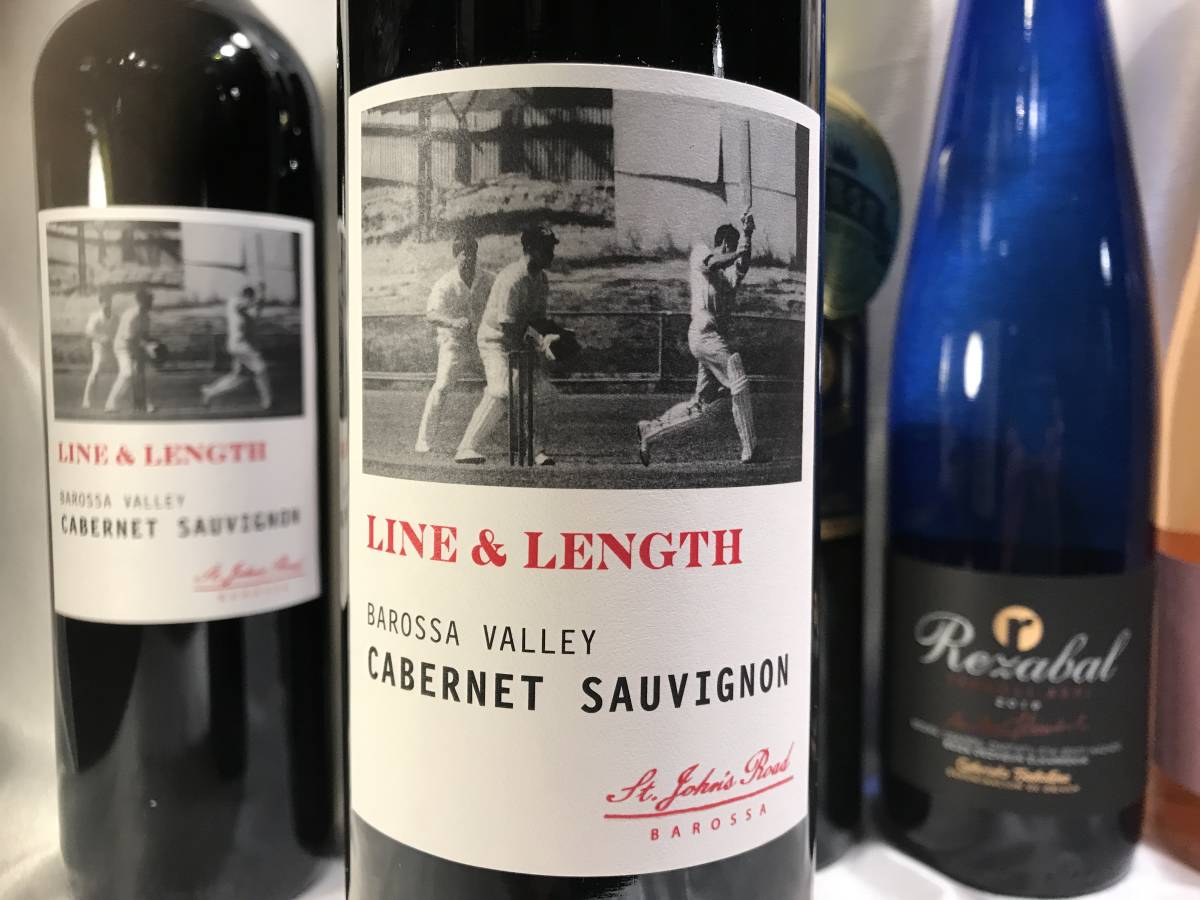 LINE & LENGTH
BAROSSA VALLEY
CABERNET SAUVIGNON
St. John's Road
BAROSSA
LINE & LENGTH
BAROSSA VALLEY
CABERNET SAUVIGNON
St. John's Road
BAROSSA
r
Rezabal